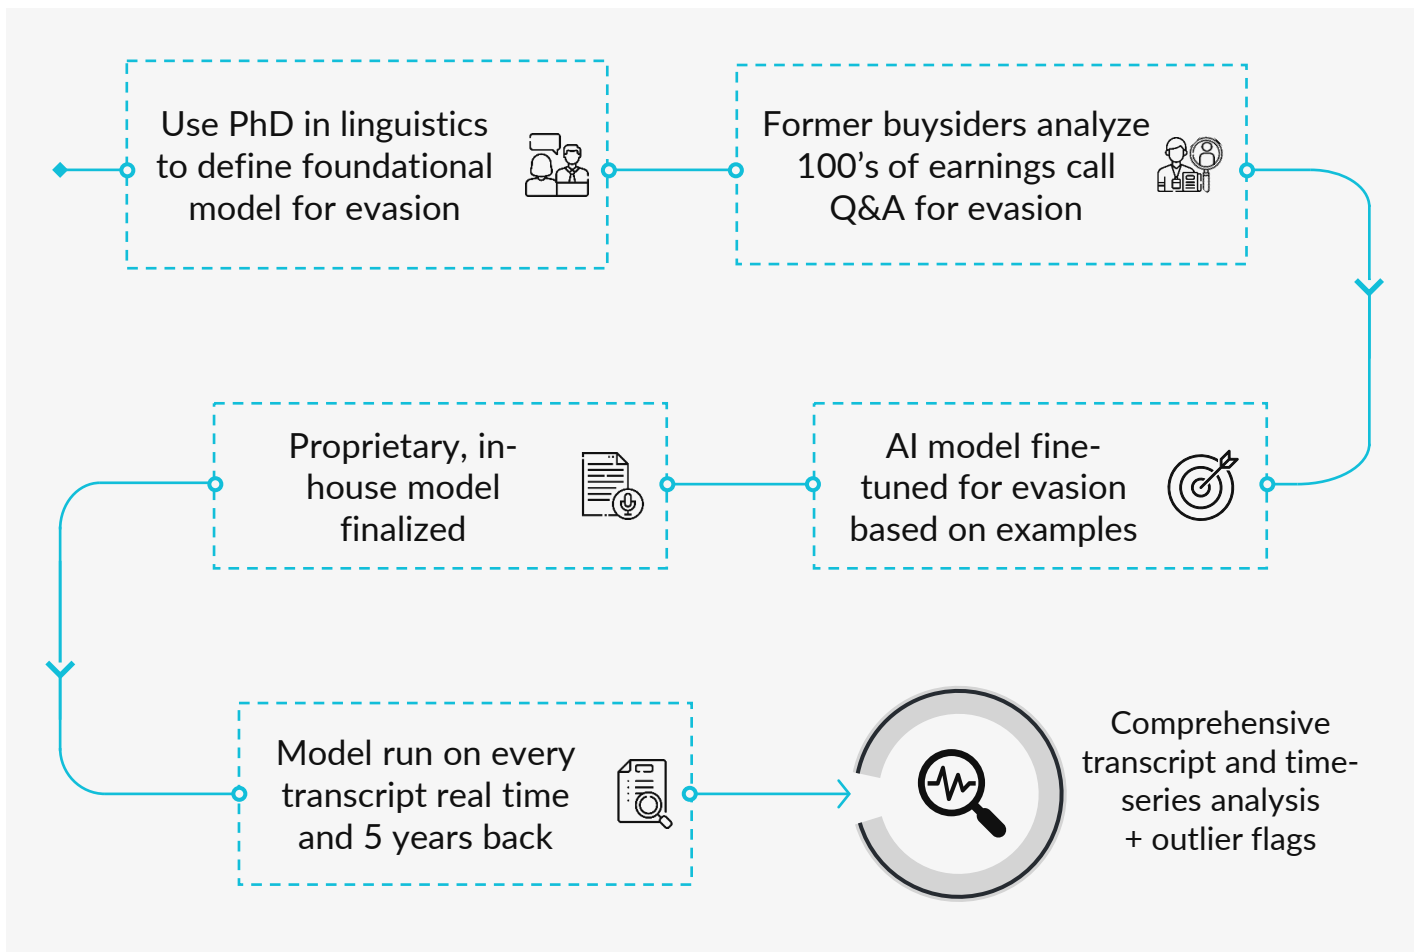 Use PhD in linguistics
to define foundational
model for evasion
Former buysiders analyze
100's of earnings call
Q&A for evasion
AI model fine-
tuned for evasion
based on examples
Proprietary, in-
house model
finalized
Model run on every
transcript real time
and 5 years back
Comprehensive
transcript and time-
series analysis
+ outlier flags